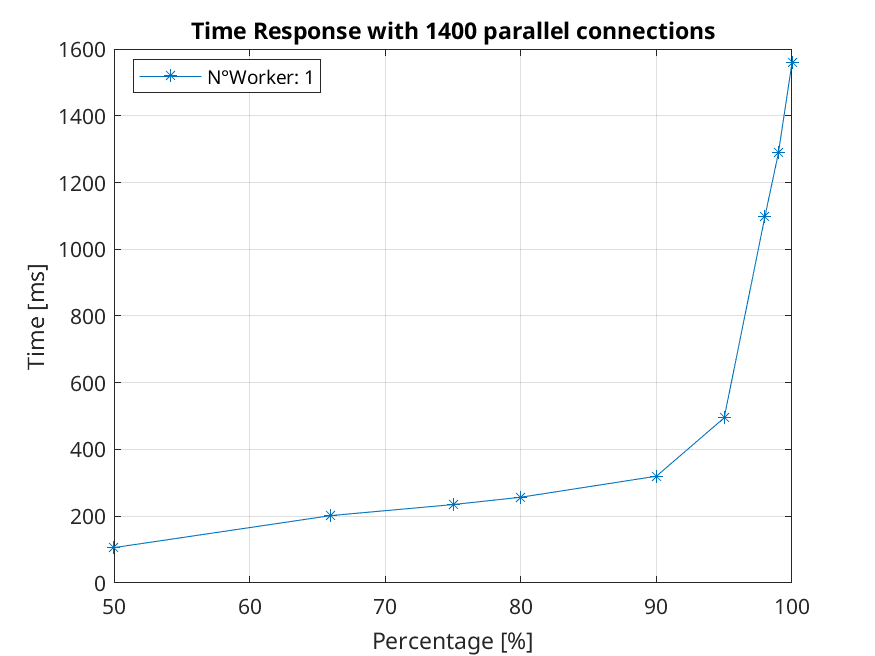 Time Response with 1400 parallel connections
N°Worker: 1
1600
1400
1200
1000
800
600
400
200
0
Time [ms]
50 60 70 80 90 100
Percentage [%]